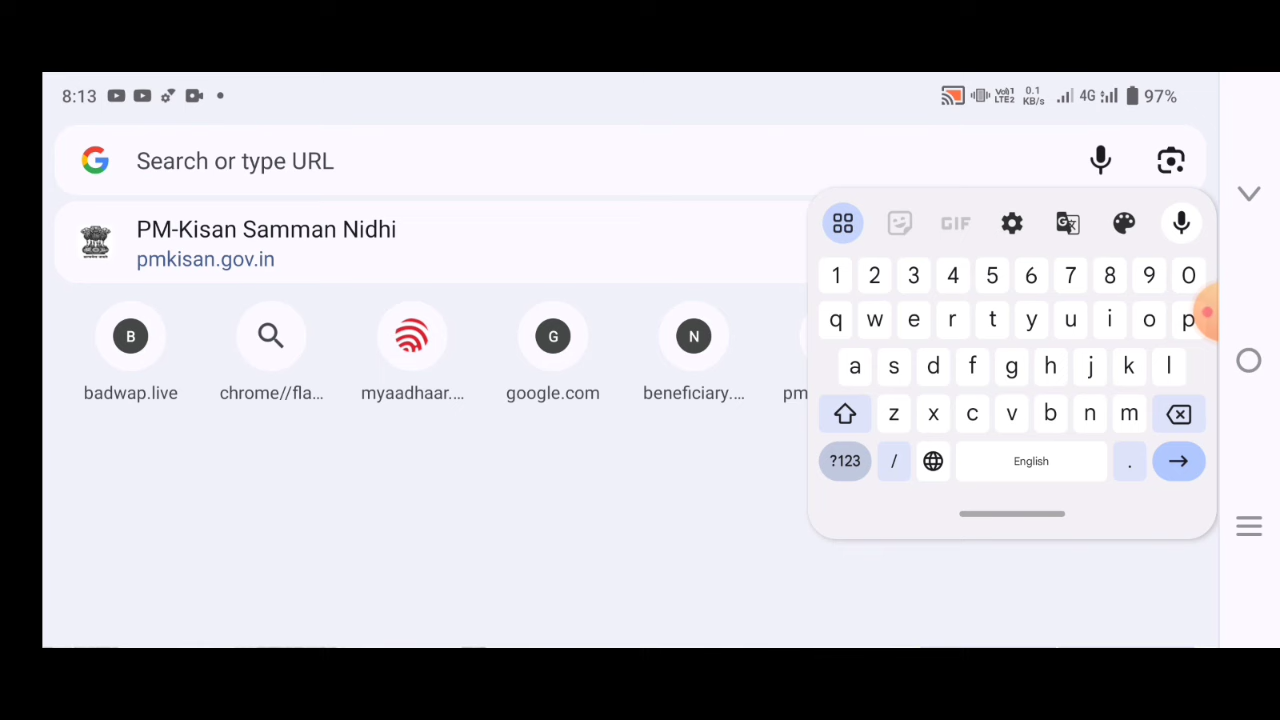 8:13
Vo))1 LTE2 0.1 KB/s 4G 97%
Search or type URL
PM-Kisan Samman Nidhi
pmkisan.gov.in
GIF
1 2 3 4 5 6 7 8 9 0
q w e r t y u i o p
a s d f g h j k l
z x c v b n m
?123 / English .
B G N
badwap.live chrome//fla... myaadhaar.... google.com beneficiary.... pm